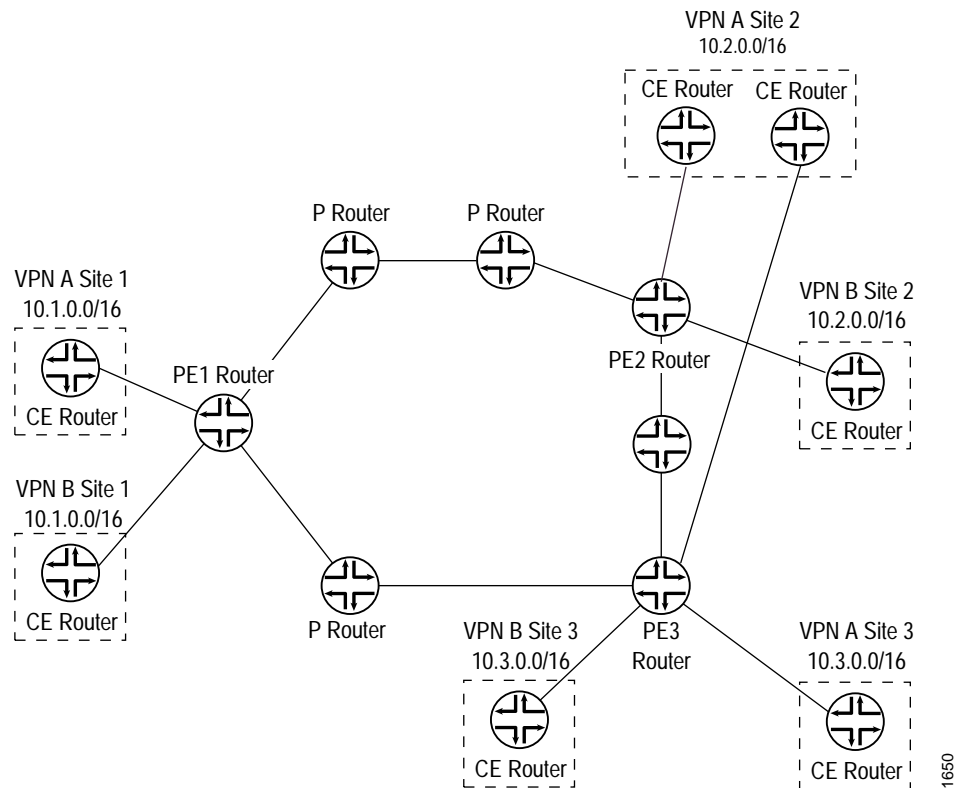 VPN A Site 2
10.2.0.0/16
CE Router
CE Router
P Router
P Router
VPN A Site 1
10.1.0.0/16
CE Router
PE1 Router
PE2 Router
VPN B Site 2
10.2.0.0/16
CE Router
VPN B Site 1
10.1.0.0/16
CE Router
P Router
VPN B Site 3
10.3.0.0/16
CE Router
PE3
Router
VPN A Site 3
10.3.0.0/16
CE Router
1650